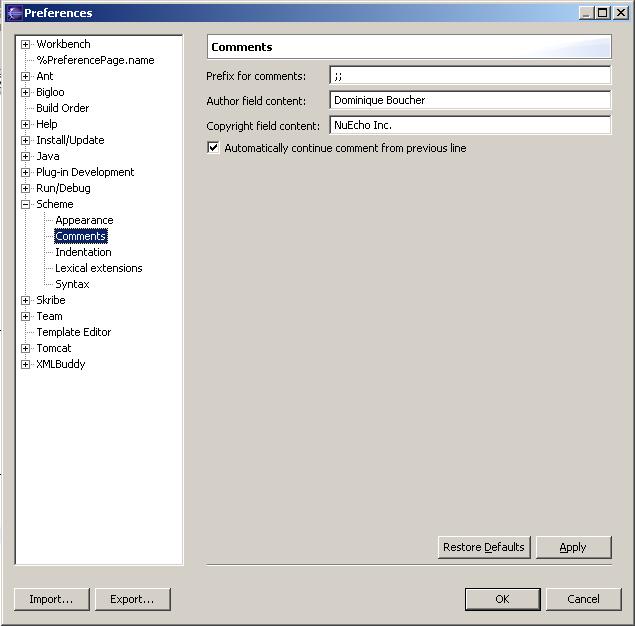 Preferences
Workbench
%PreferencePage.name
Ant
Bigloo
Build Order
Help
Install/Update
Java
Plug-in Development
Run/Debug
Scheme
Appearance
Comments
Indentation
Lexical extensions
Syntax
Skribe
Team
Template Editor
Tomcat
XMLBuddy
Comments
Prefix for comments: ;;
Author field content: Dominique Boucher
Copyright field content: NuEcho Inc.
Automatically continue comment from previous line
Restore Defaults Apply
Import... Export... OK Cancel